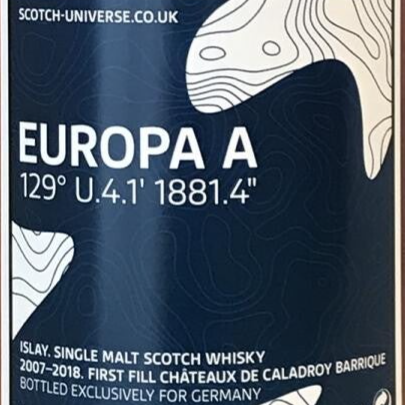 SCOTCH-UNIVERSE.CO.UK
EUROPA A
129° U.4.1' 1881.4"
ISLAY. SINGLE MALT SCOTCH WHISKY
2007–2018. FIRST FILL CHÂTEAUX DE CALADROY BARRIQUE
BOTTLED EXCLUSIVELY FOR GERMANY